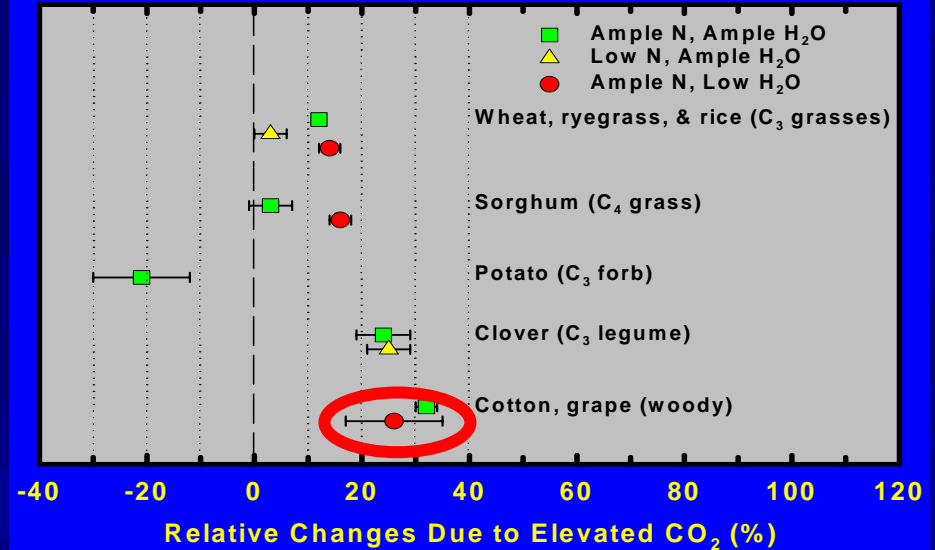 Ample N, Ample H₂O
Low N, Ample H₂O
Ample N, Low H₂O
Wheat, ryegrass, & rice (C₃ grasses)
Sorghum (C₄ grass)
Potato (C₃ forb)
Clover (C₃ legume)
Cotton, grape (woody)
-40 -20 0 20 40 60 80 100 120
Relative Changes Due to Elevated CO₂ (%)